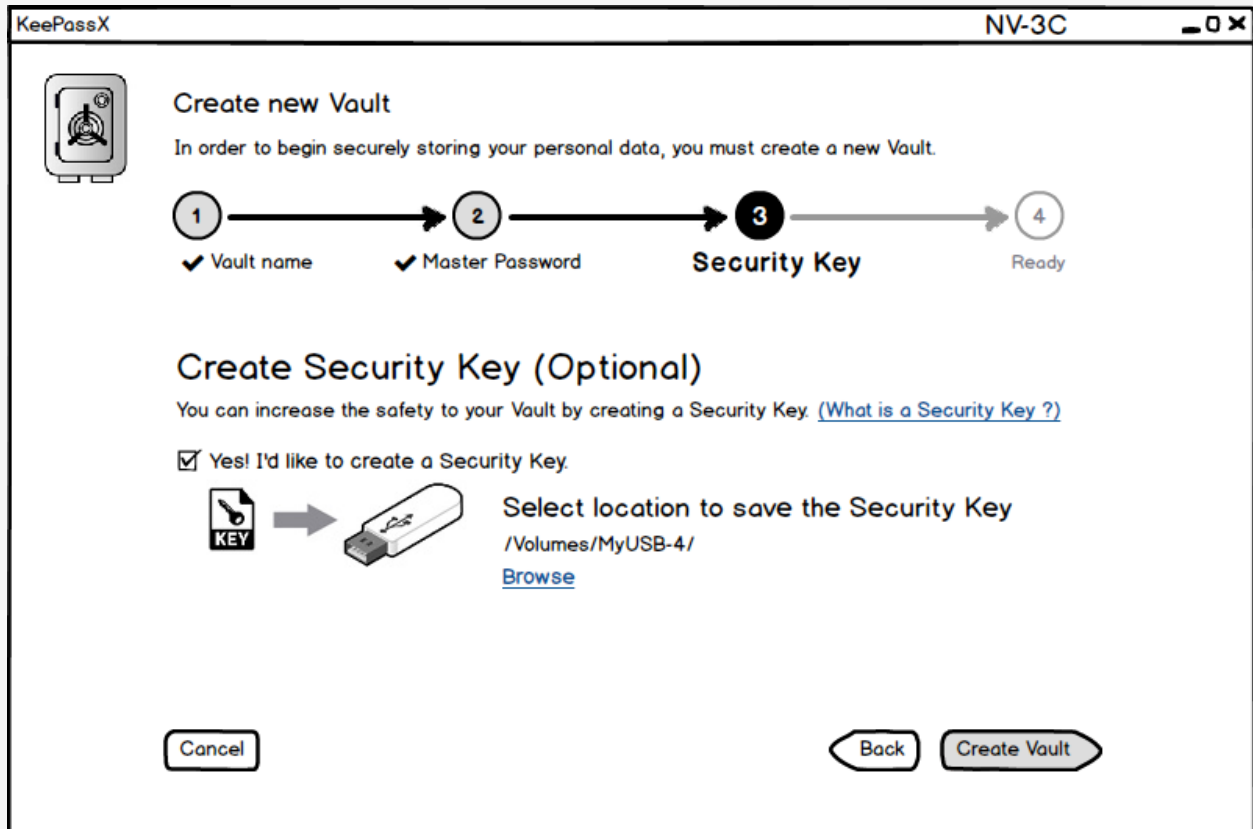 KeePassX NV-3C
Create new Vault
In order to begin securely storing your personal data, you must create a new Vault.
1 2 3 4
Vault name Master Password Security Key Ready
Create Security Key (Optional)
You can increase the safety to your Vault by creating a Security Key. (What is a Security Key ?)
Yes! I'd like to create a Security Key.
KEY
Select location to save the Security Key
/Volumes/MyUSB-4/
Browse
Cancel Back Create Vault